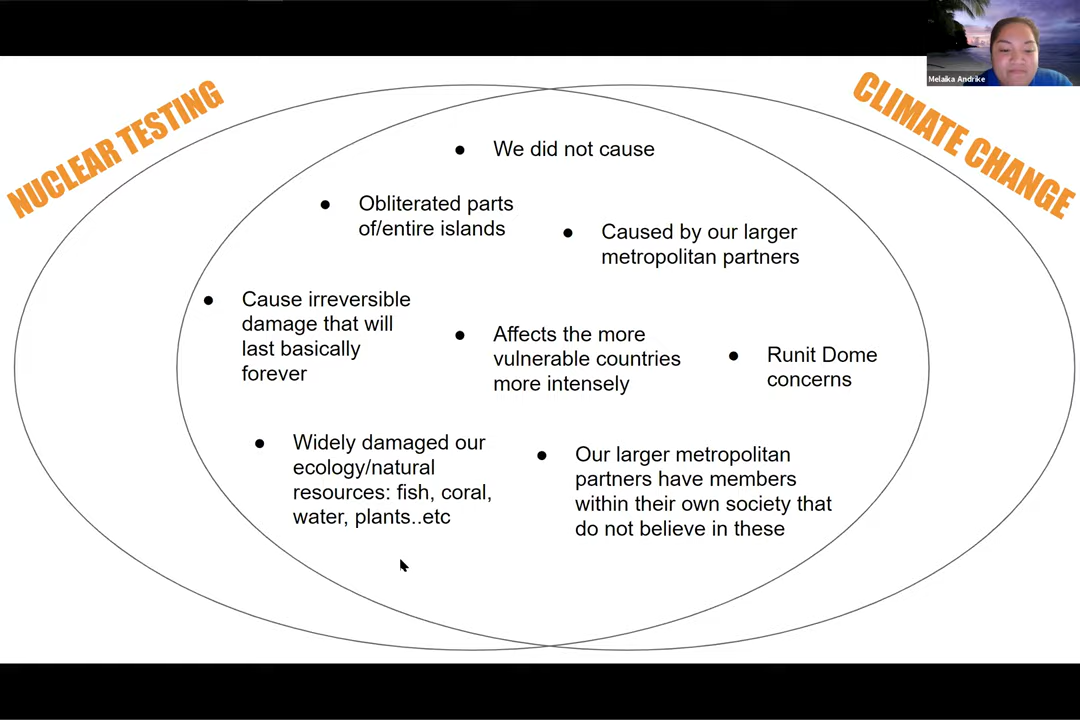 Melaika Andrike
NUCLEAR TESTING
CLIMATE CHANGE
● We did not cause
● Obliterated parts
of/entire islands
● Caused by our larger
metropolitan partners
● Cause irreversible
damage that will
last basically
forever
● Affects the more
vulnerable countries
more intensely
● Runit Dome
concerns
● Widely damaged our
ecology/natural
resources: fish, coral,
water, plants..etc
● Our larger metropolitan
partners have members
within their own society that
do not believe in these